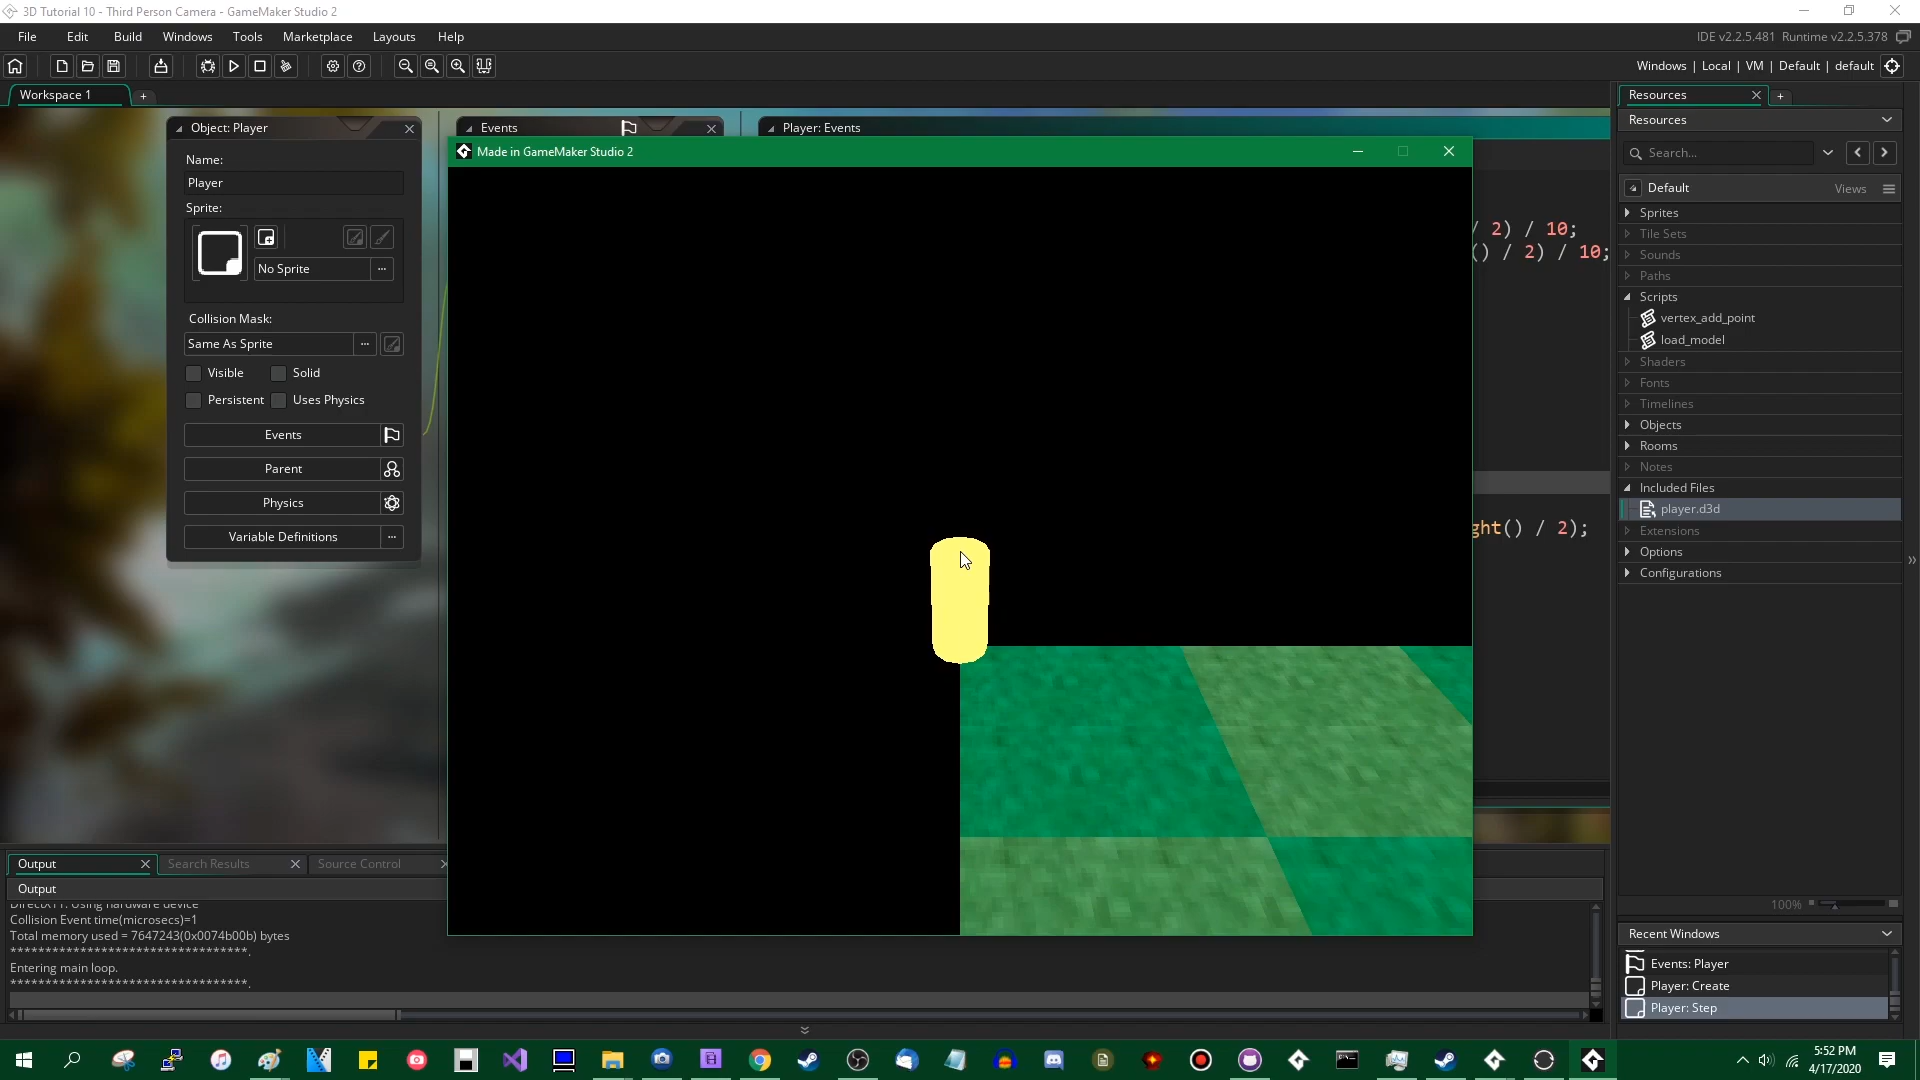 3D Tutorial 10 - Third Person Camera - GameMaker Studio 2
File Edit Build Windows Tools Marketplace Layouts Help
IDE v2.2.5.481 Runtime v2.2.5.378
Windows | Local | VM | Default | default
Workspace 1
Resources
Resources
Search...
Default
Views
Sprites
Tile Sets
Sounds
Paths
Scripts
vertex_add_point
load_model
Shaders
Fonts
Timelines
Objects
Rooms
Notes
Included Files
player.d3d
Extensions
Options
Configurations
100%
Recent Windows
Events: Player
Player: Create
Player: Step
Object: Player
Name:
Player
Sprite:
No Sprite
Collision Mask:
Same As Sprite
Visible Solid
Persistent Uses Physics
Events
Parent
Physics
Variable Definitions
Events
Player: Events
Made in GameMaker Studio 2
/ 2) / 10;
() / 2) / 10;
ght() / 2);
Output Search Results Source Control
Output
DirectX11: Using hardware device
Collision Event time(microsecs)=1
Total memory used = 7647243(0x0074b00b) bytes
*********************************.
Entering main loop.
*********************************.
5:52 PM
4/17/2020